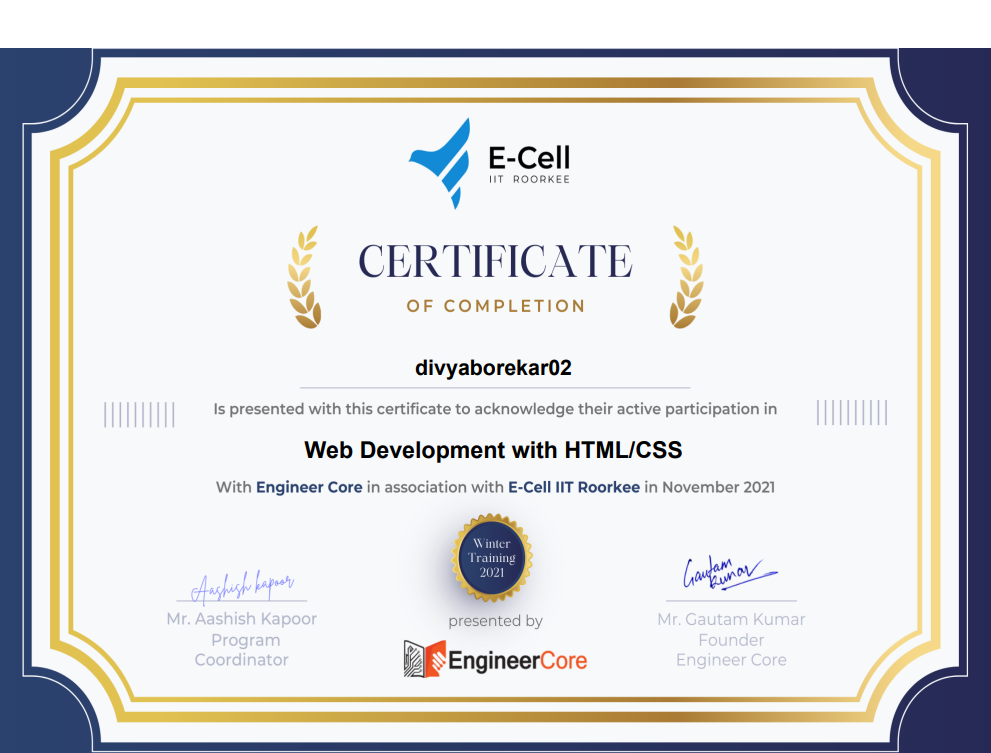 E-Cell
IIT ROORKEE
CERTIFICATE
OF COMPLETION
divyaborekar02
Is presented with this certificate to acknowledge their active participation in
Web Development with HTML/CSS
With Engineer Core in association with E-Cell IIT Roorkee in November 2021
Winter
Training
2021
Aashish kapoor
Mr. Aashish Kapoor
Program
Coordinator
presented by
EngineerCore
Gautam
Kumar
Mr. Gautam Kumar
Founder
Engineer Core